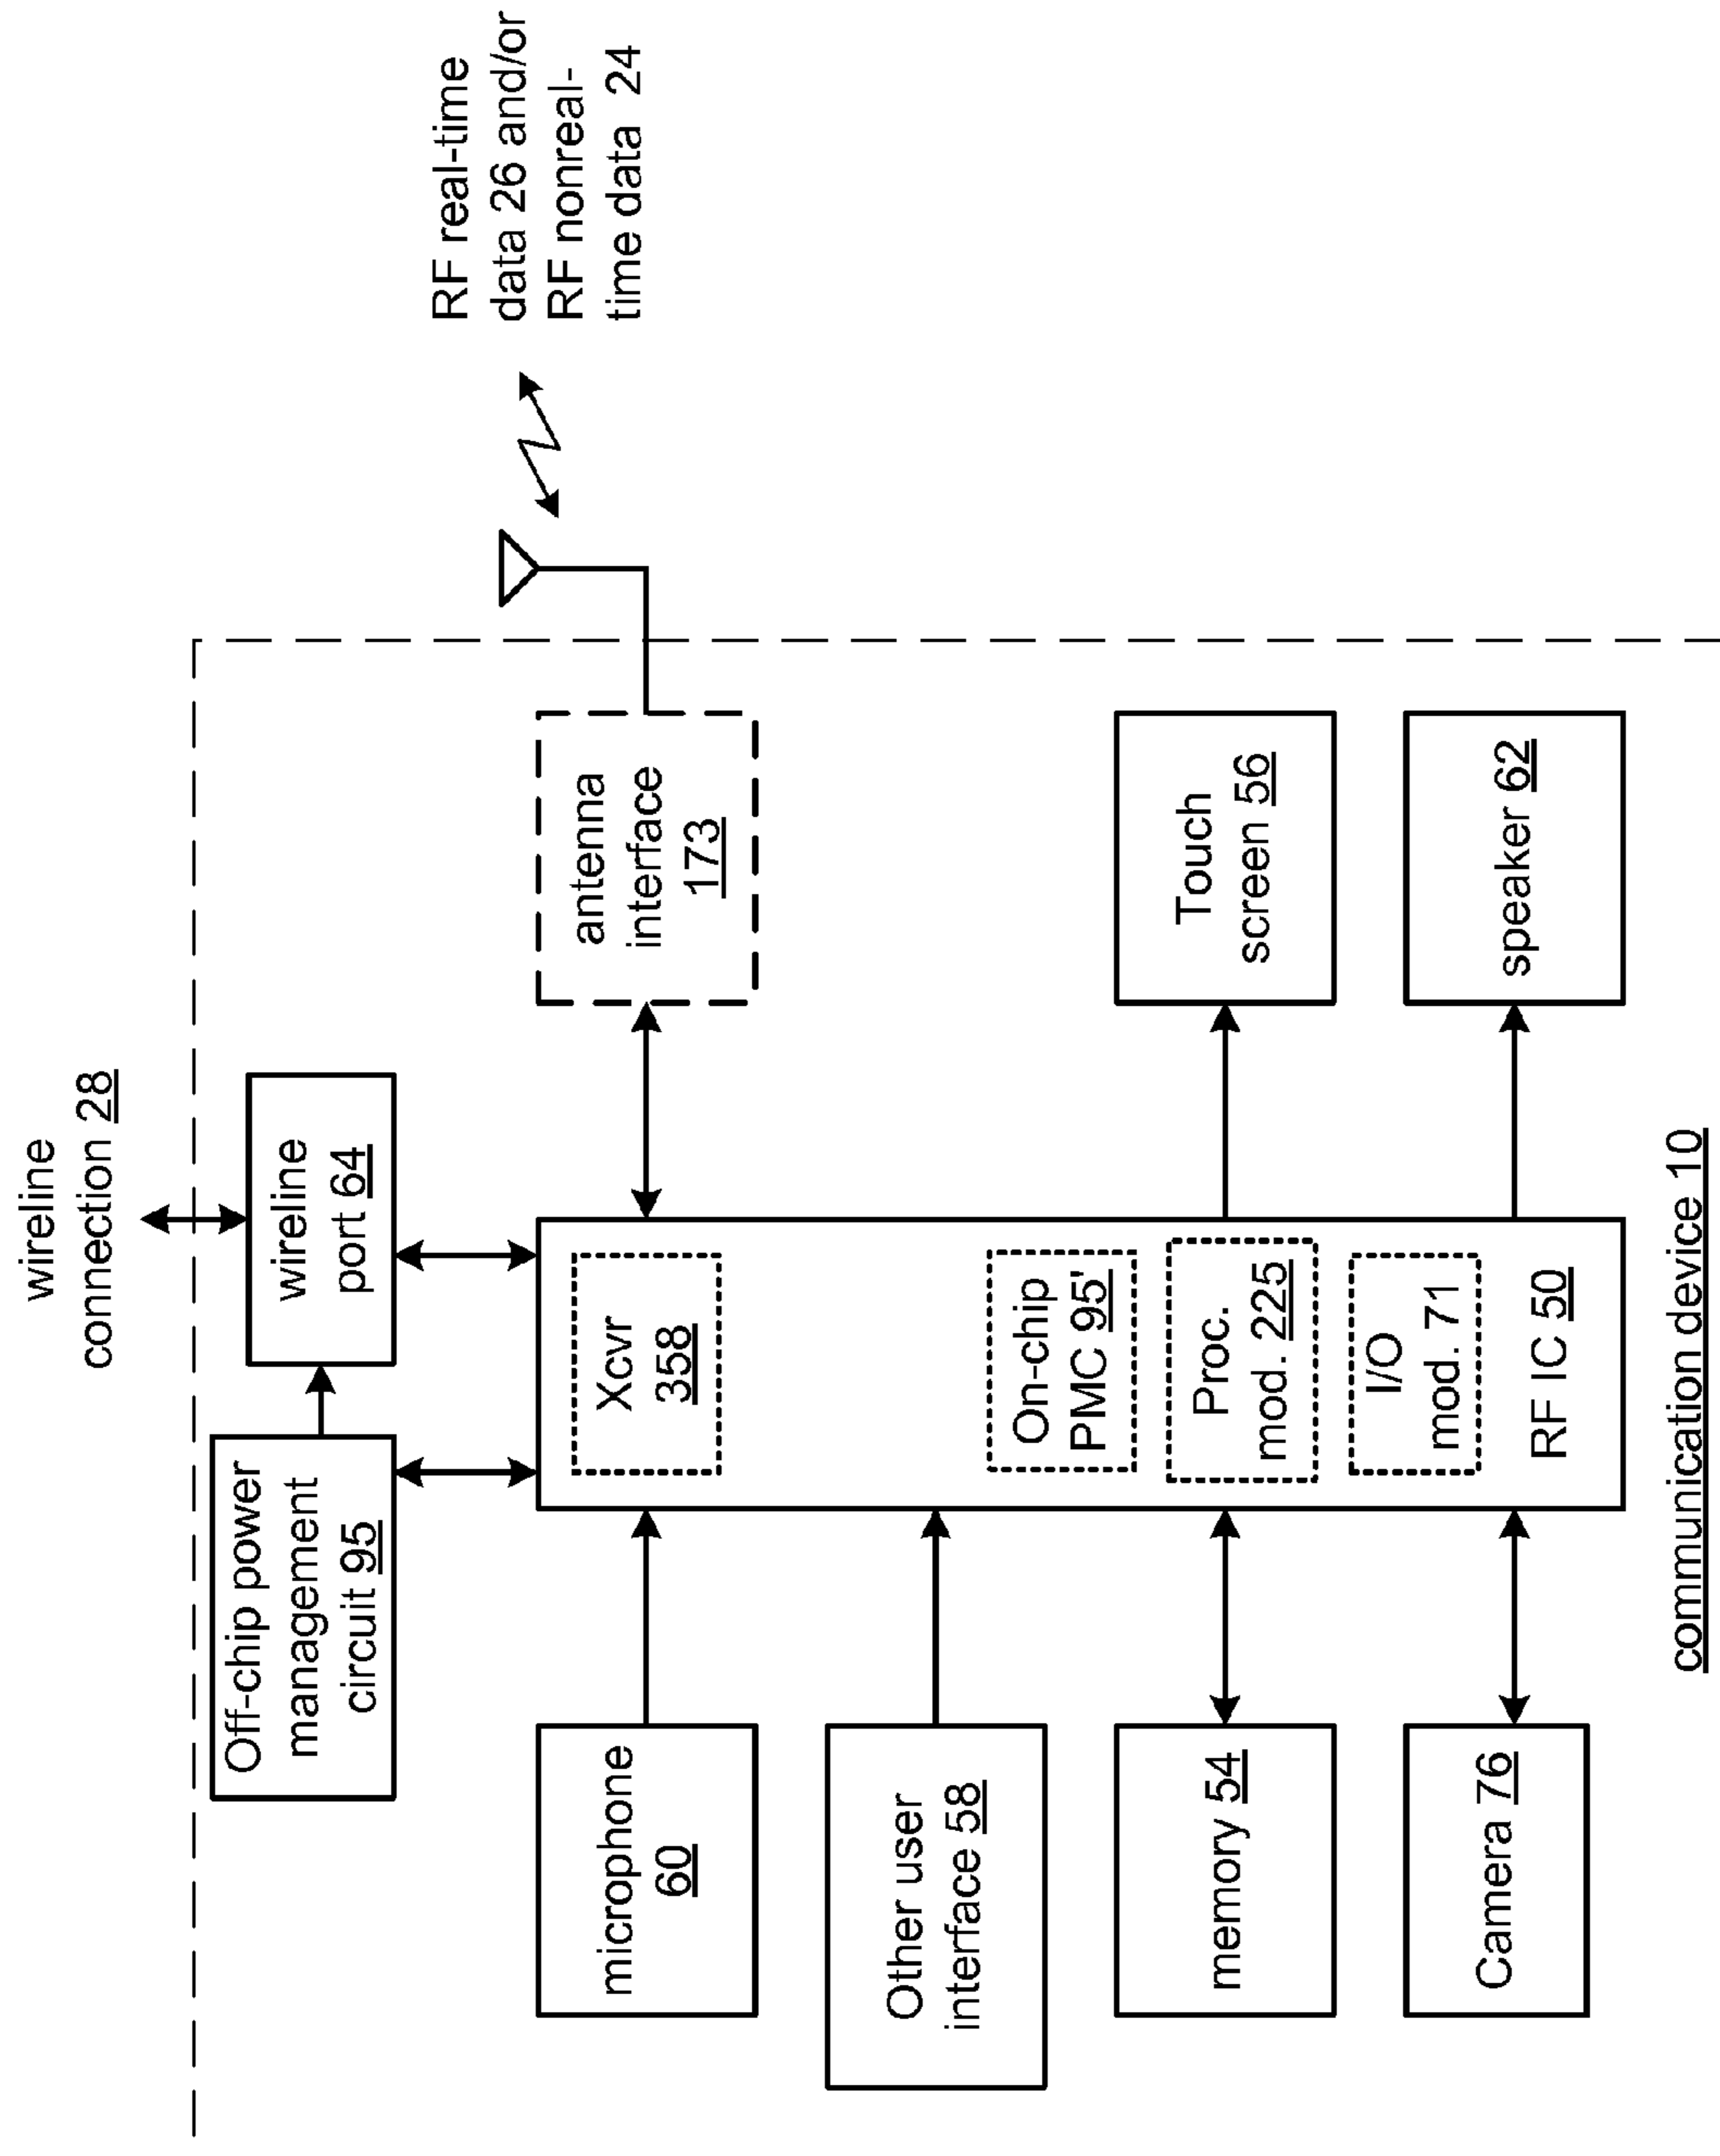 wireline
connection 28
Off-chip power
management
circuit 95
wireline
port 64
RF real-time
data 26 and/or
RF nonreal-
time data 24
microphone
60
Xcvr
358
antenna
interface
173
Other user
interface 58
On-chip
PMC 95'
memory 54
Proc.
mod. 225
Touch
screen 56
Camera 76
I/O
mod. 71
RF IC 50
speaker 62
communication device 10